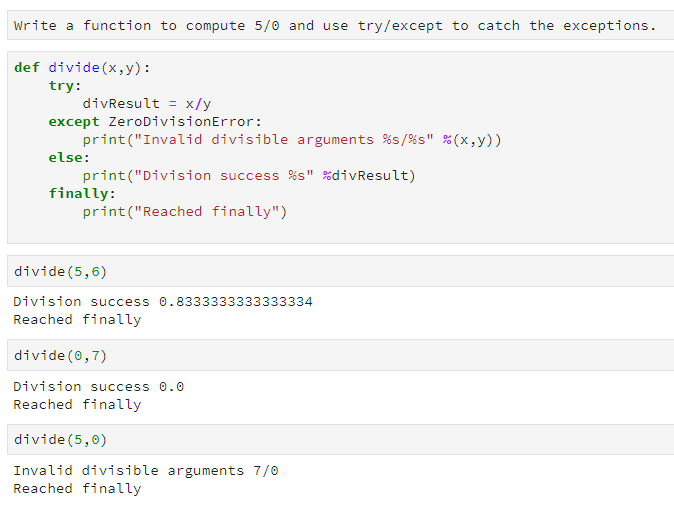 Write a function to compute 5/0 and use try/except to catch the exceptions.
def divide(x,y):
    try:
        divResult = x/y
    except ZeroDivisionError:
        print("Invalid divisible arguments %s/%s" %(x,y))
    else:
        print("Division success %s" %divResult)
    finally:
        print("Reached finally")
divide(5,6)
Division success 0.8333333333333334
Reached finally
divide(0,7)
Division success 0.0
Reached finally
divide(5,0)
Invalid divisible arguments 7/0
Reached finally